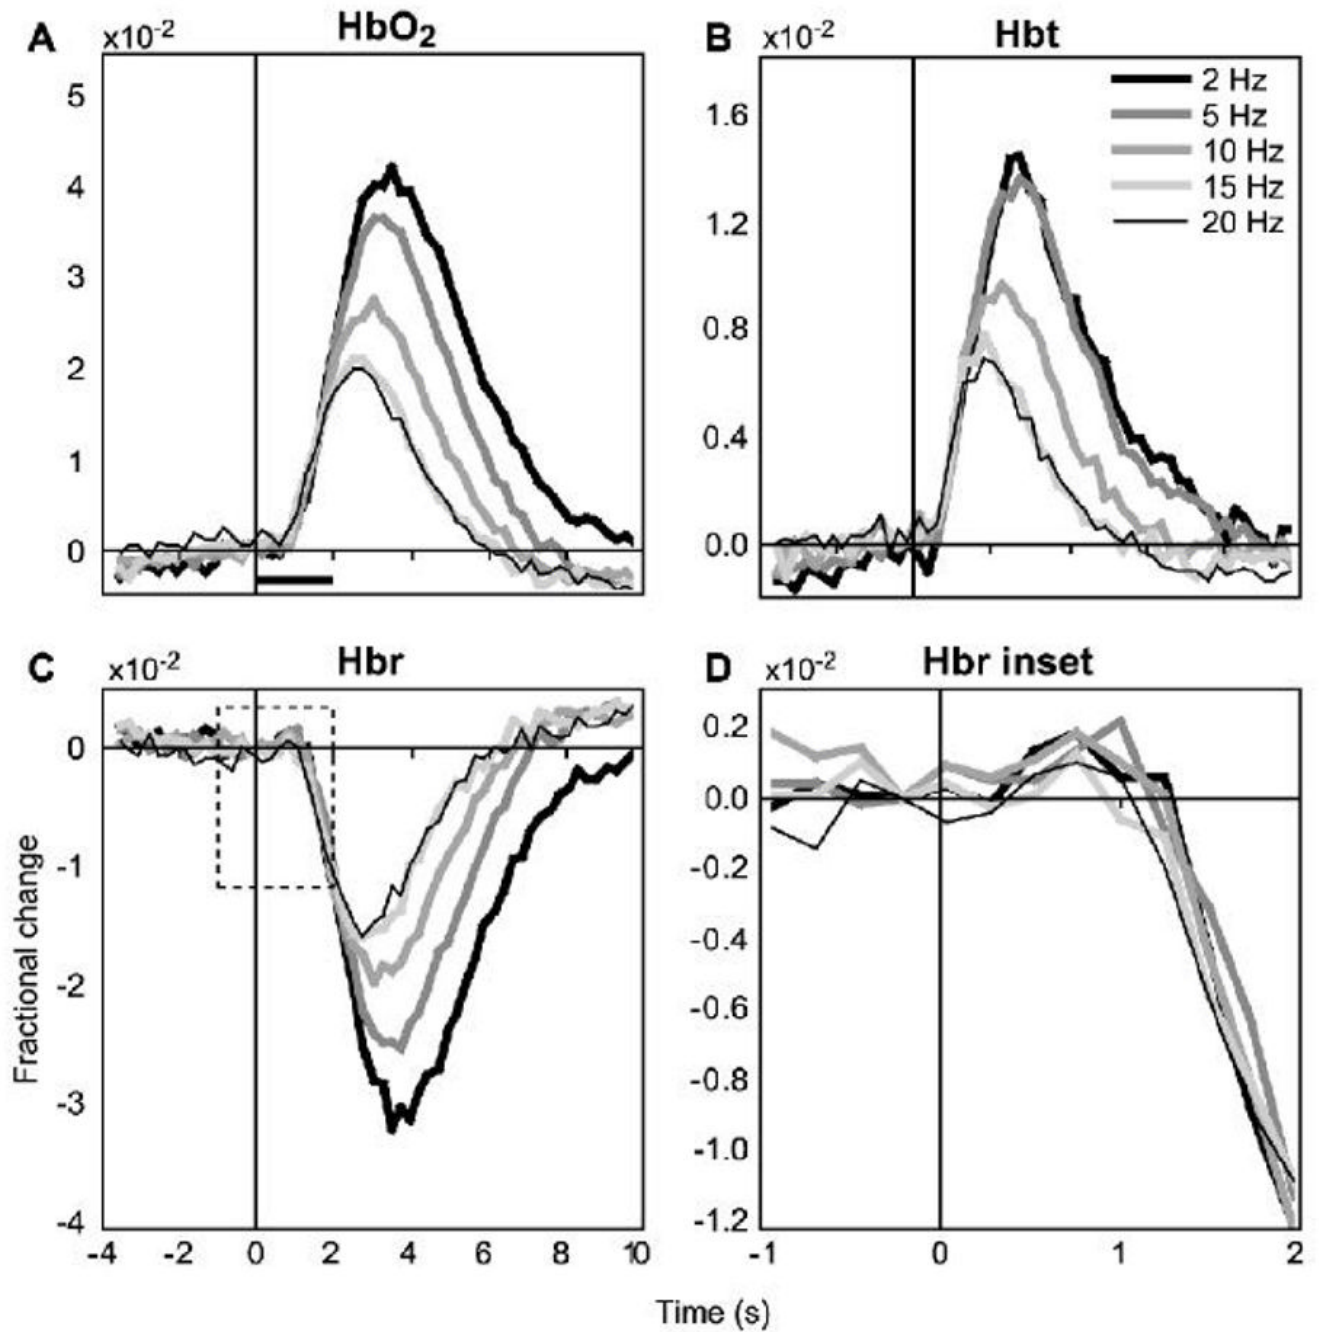 A x10-2 HbO2
5
4
3
2
1
0
B x10-2 Hbt
2 Hz
5 Hz
10 Hz
15 Hz
20 Hz
1.6
1.2
0.8
0.4
0.0
C x10-2 Hbr
0
-1
-2
-3
-4
-4 -2 0 2 4 6 8 10
Fractional change
D x10-2 Hbr inset
0.2
0.0
-0.2
-0.4
-0.6
-0.8
-1.0
-1.2
-1 0 1 2
Time (s)